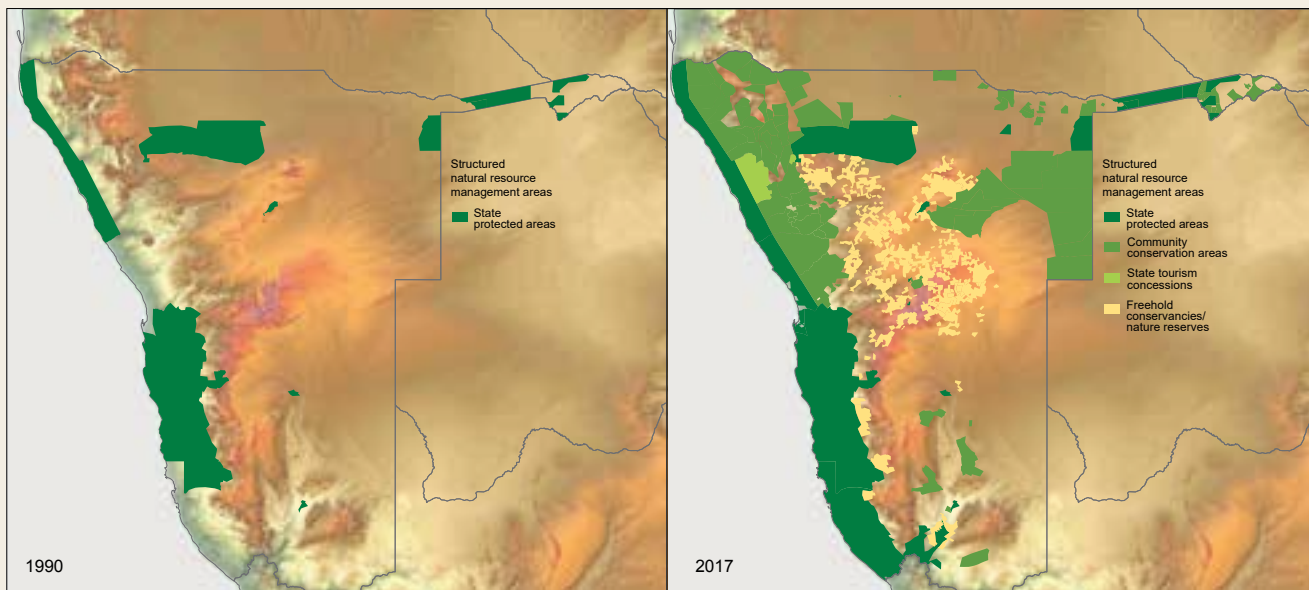 Structured
natural resource
management areas
State
protected areas
1990
Structured
natural resource
management areas
State
protected areas
Community
conservation areas
State tourism
concessions
Freehold
conservancies/
nature reserves
2017